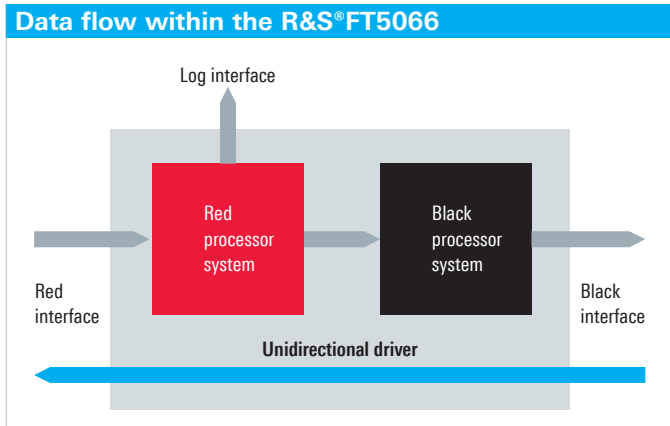 Data flow within the R&S®FT5066
Log interface
Red
processor
system
Black
processor
system
Red
interface
Black
interface
Unidirectional driver